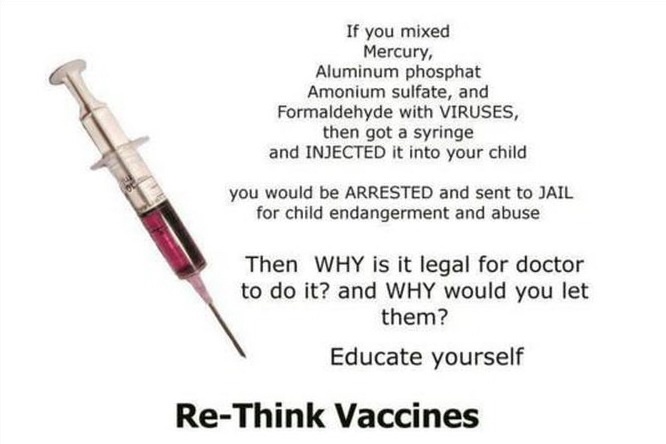 If you mixed
Mercury,
Aluminum phosphat
Amonium sulfate, and
Formaldehyde with VIRUSES,
then got a syringe
and INJECTED it into your child
you would be ARRESTED and sent to JAIL
for child endangerment and abuse
Then WHY is it legal for doctor
to do it? and WHY would you let
them?
Educate yourself
Re-Think Vaccines